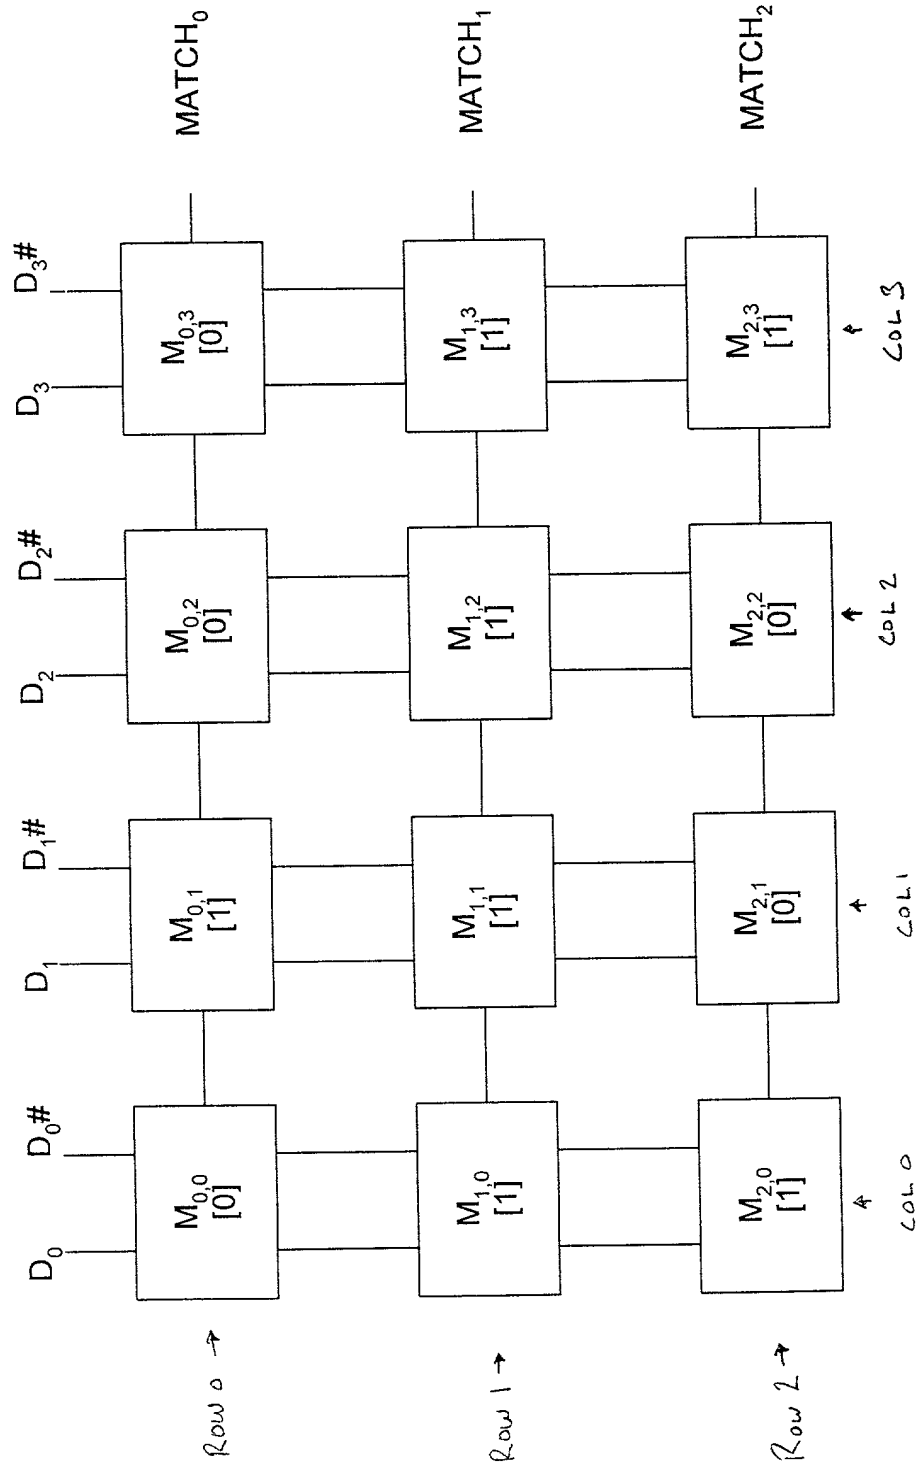 D₀ D₀# D₁ D₁# D₂ D₂# D₃ D₃#
Row 0 → M₀,₀ M₀,₁ M₀,₂ M₀,₃ MATCH₀
[0] [1] [0] [0]
Row 1 → M₁,₀ M₁,₁ M₁,₂ M₁,₃ MATCH₁
[1] [1] [1] [1]
Row 2 → M₂,₀ M₂,₁ M₂,₂ M₂,₃ MATCH₂
[1] [0] [0] [1]
COL 0 COL 1 COL 2 COL 3